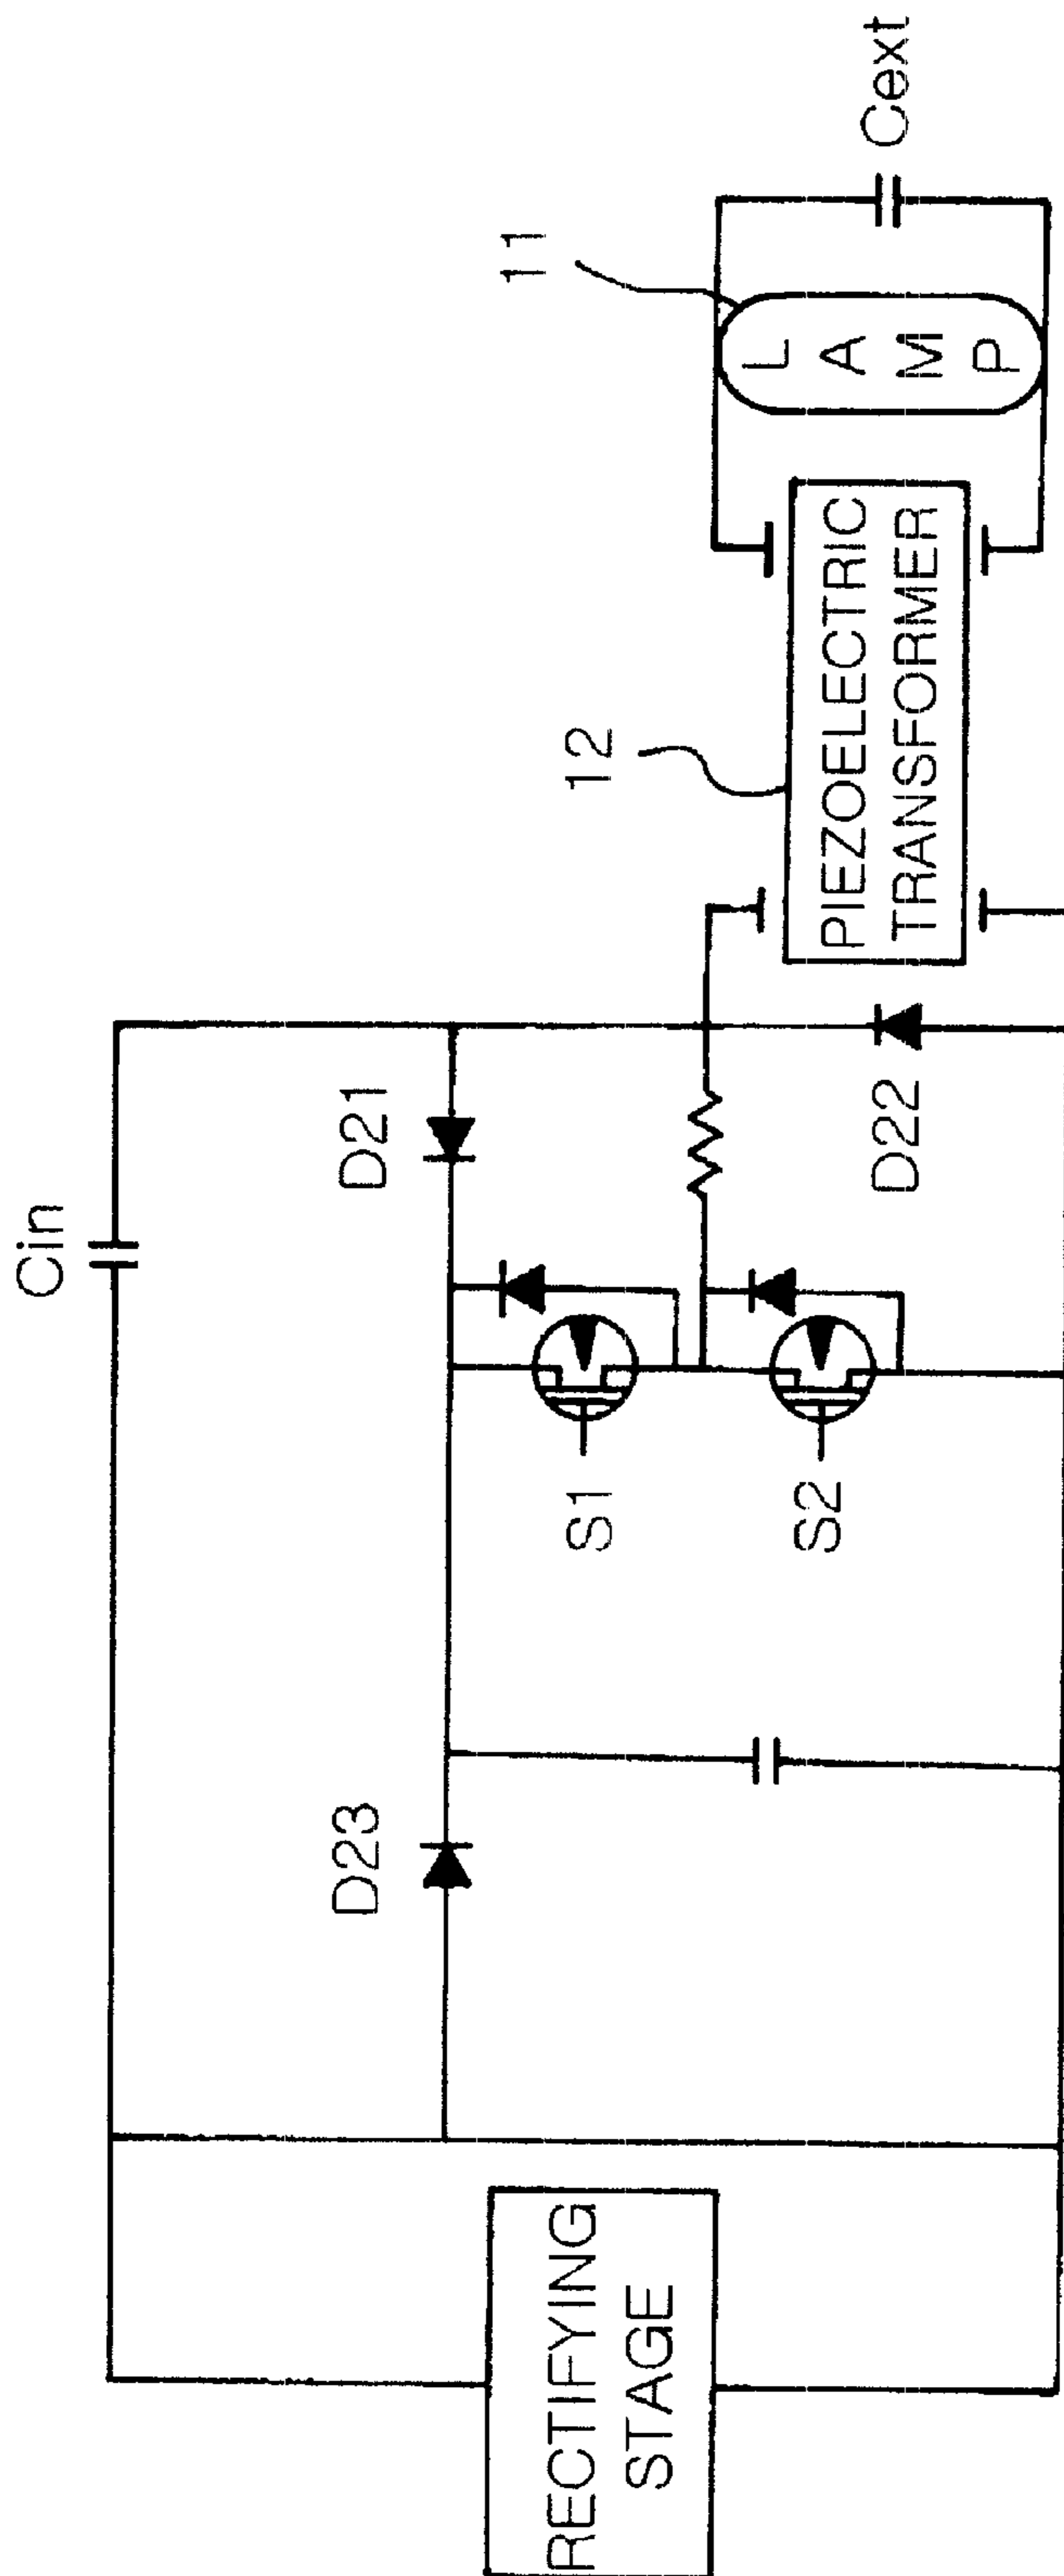 Cin
D21
D23
S1
S2
D22
12
11
Cext
RECTIFYING
STAGE
PIEZOELECTRIC
TRANSFORMER
LAMP